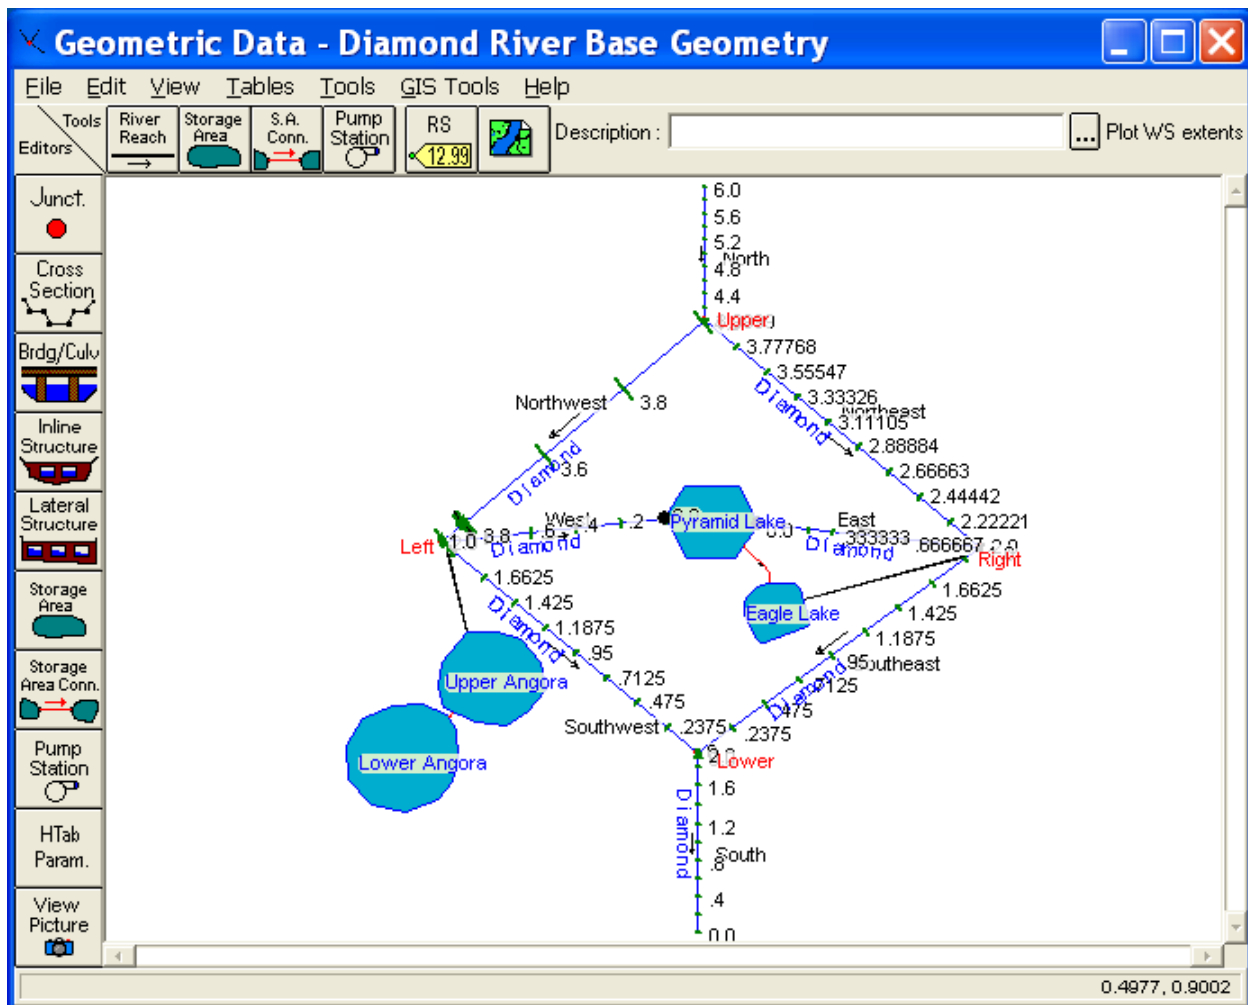 Geometric Data - Diamond River Base Geometry
File Edit View Tables Tools GIS Tools Help
Tools
Editors
River
Reach
Storage
Area
S.A.
Conn.
Pump
Station
RS
12.99
Description :
...
Plot WS extents
Junct.
Cross
Section
Brdg/Culv
Inline
Structure
Lateral
Structure
Storage
Area
Storage
Area Conn.
Pump
Station
HTab
Param.
View
Picture
6.0
5.6
5.2
North
4.8
4.4
Upper
3.77768
3.55547
Diamond
3.33326
Northeast
3.11105
2.88884
2.66663
2.44442
2.22221
Northwest
3.8
3.6
Diamond
Left
1.0
3.8
.6
West
.4
.2
Diamond
Pyramid Lake
0.0
East
.333333
.666667
2.0
Diamond
Right
Eagle Lake
1.6625
1.425
1.1875
.95
.7125
.475
.2375
Diamond
Southwest
Upper Angora
Lower Angora
1.6625
1.425
1.1875
.95
.7125
.475
.2375
Diamond
Lower
1.6
1.2
.8
South
.4
0.0
Diamond
0.4977, 0.9002